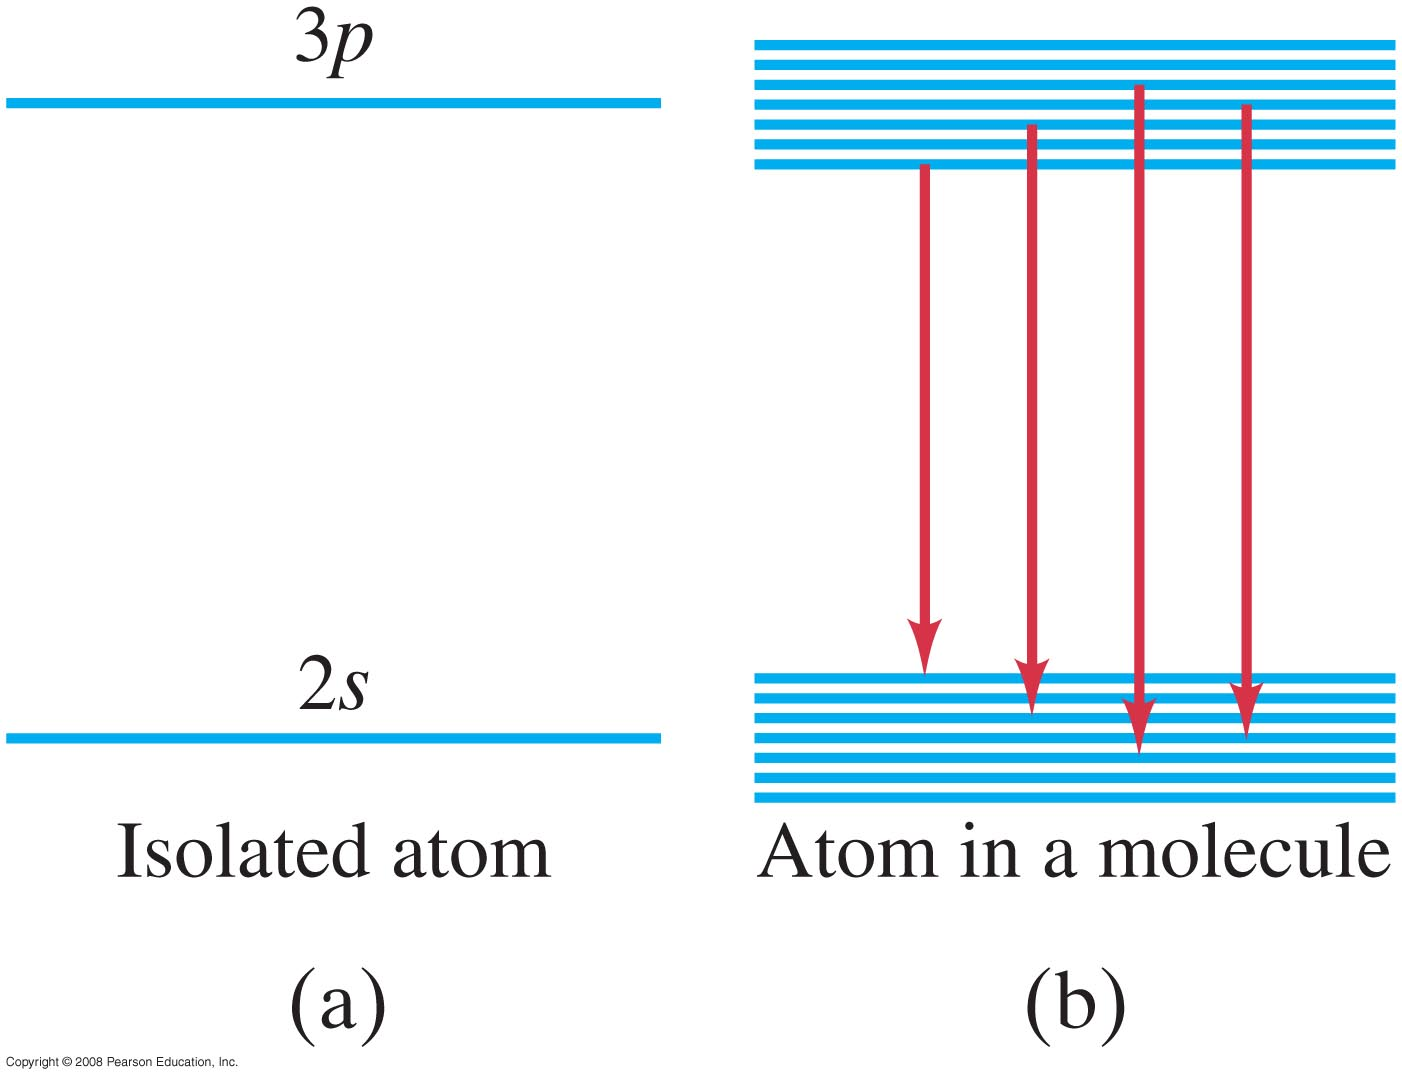 3p
2s
Isolated atom
Atom in a molecule
(a)
(b)
Copyright © 2008 Pearson Education, Inc.